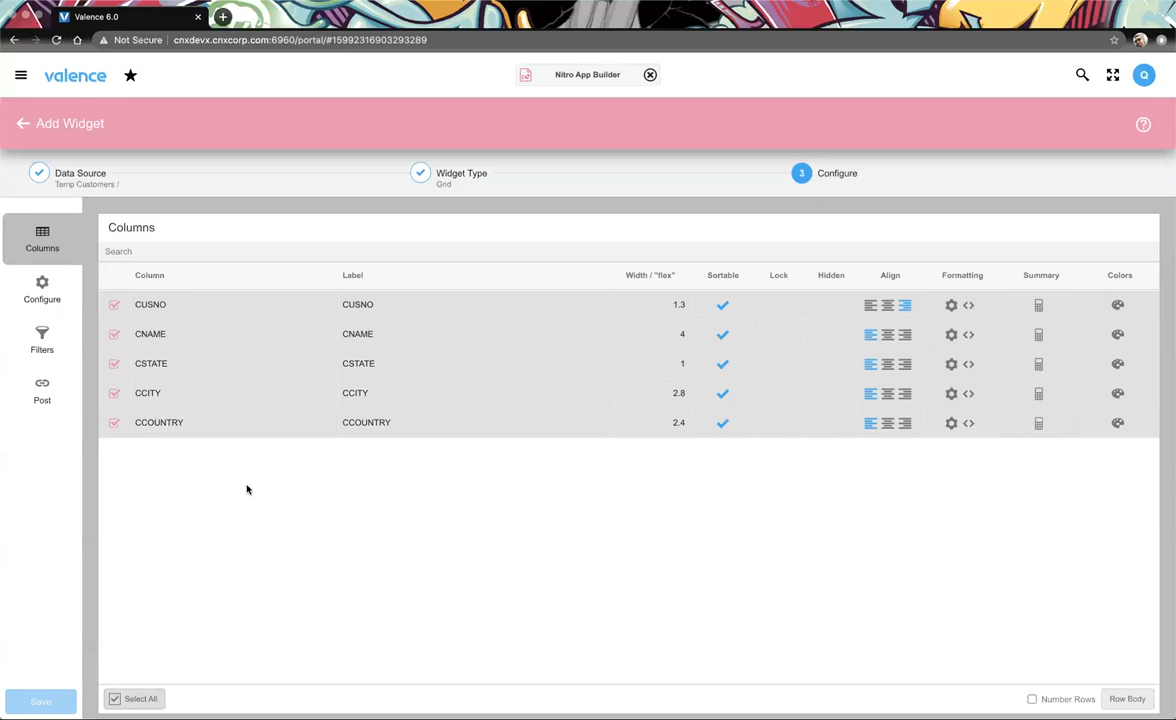 Valence 6.0
Not Secure cnxdevx.cnxcorp.com:6960/portal/#15992316903293289
valence Nitro App Builder Q
Add Widget
Data Source
Temp Customers /
Widget Type
Grid
3 Configure
Columns
Configure
Filters
Post
Save
Columns
Search
Column Label Width / "flex" Sortable Lock Hidden Align Formatting Summary Colors
CUSNO CUSNO 1.3
CNAME CNAME 4
CSTATE CSTATE 1
CCITY CCITY 2.8
CCOUNTRY CCOUNTRY 2.4
Select All Number Rows Row Body